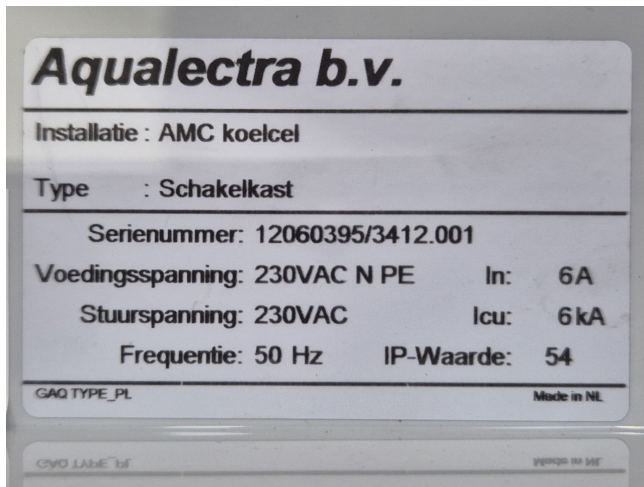 Aqualectra b.v.
Installatie : AMC koelcel
Type : Schakelkast
Serienummer: 12060395/3412.001
Voedingsspanning: 230VAC N PE In: 6A
Stuurspanning: 230VAC Icu: 6kA
Frequentie: 50 Hz IP-Waarde: 54
GAQ TYPE_PL Made in NL